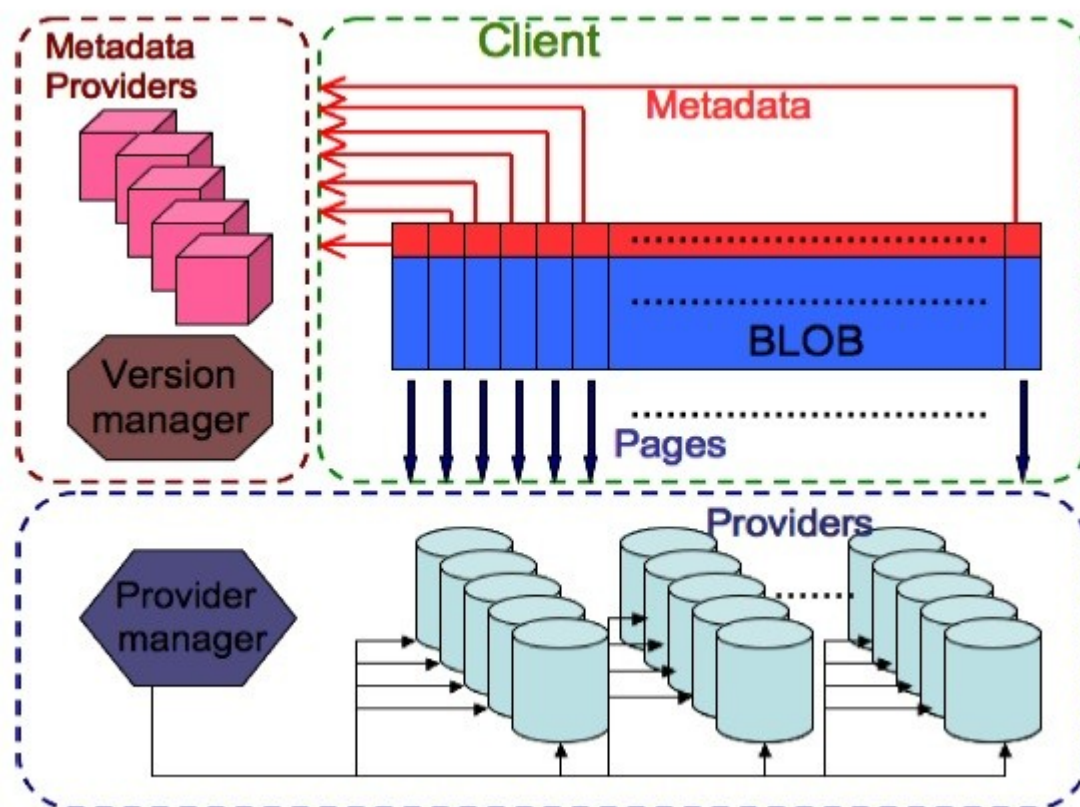 Metadata
Providers
Client
Metadata
BLOB
Version
manager
Pages
Providers
Provider
manager